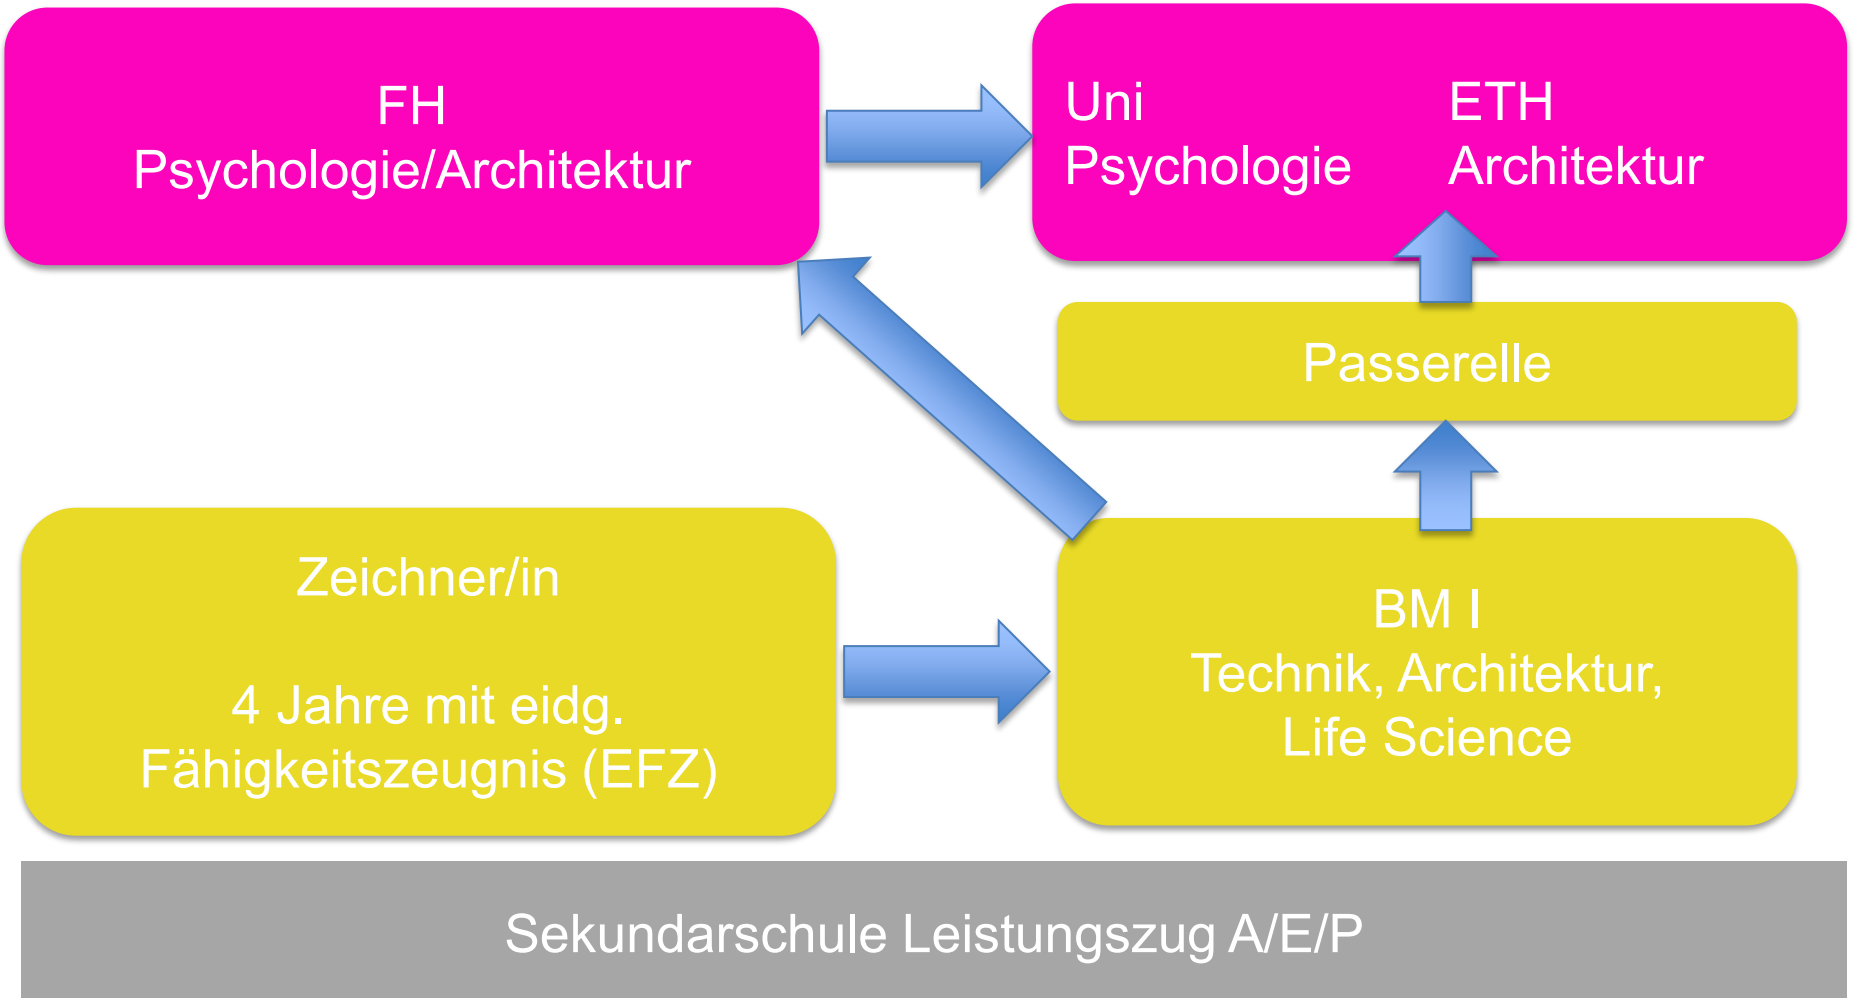 FH
Psychologie/Architektur
Uni
Psychologie
ETH
Architektur
Passerelle
Zeichner/in
4 Jahre mit eidg.
Fähigkeitszeugnis (EFZ)
BM I
Technik, Architektur,
Life Science
Sekundarschule Leistungszug A/E/P